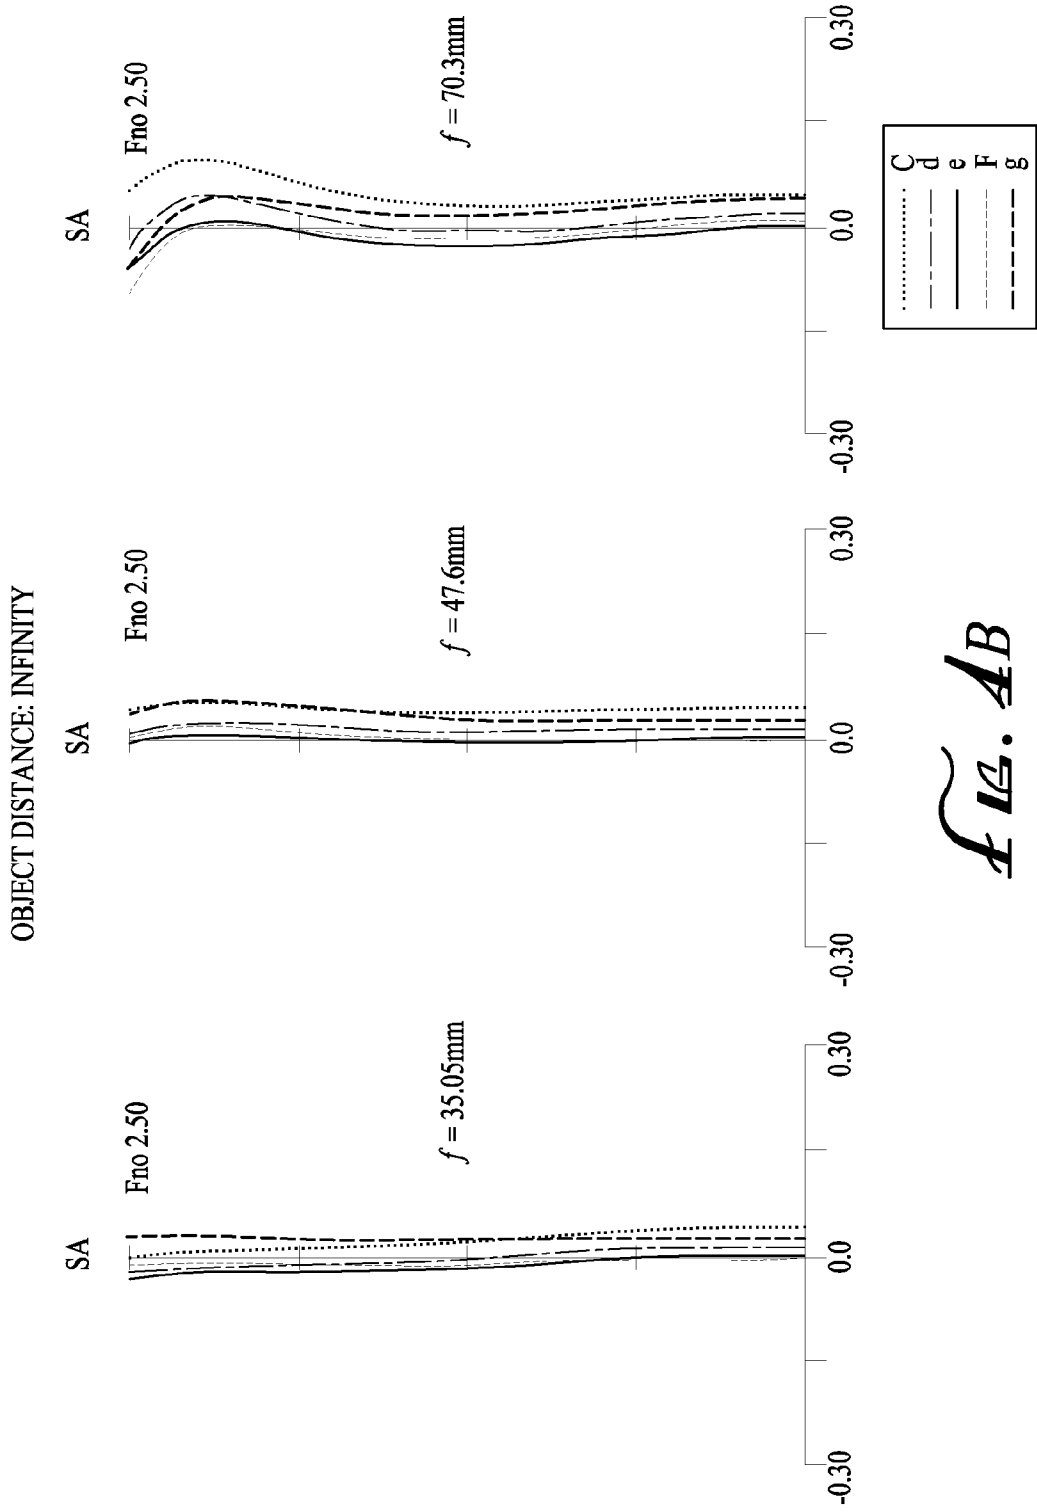 OBJECT DISTANCE: INFINITY
SA
Fno 2.50
f = 35.05mm
-0.30
0.0
0.30
SA
Fno 2.50
f = 47.6mm
-0.30
0.0
0.30
SA
Fno 2.50
f = 70.3mm
-0.30
0.0
0.30
C
d
e
F
g
FIG. 4B